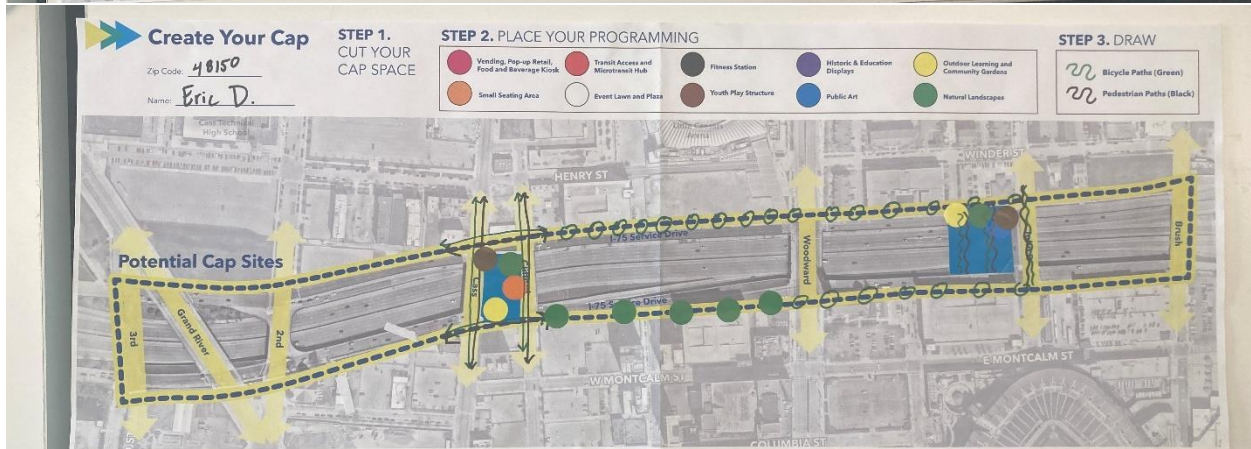 Create Your Cap
Zip Code: 48150
Name: Eric D.
STEP 1.
CUT YOUR
CAP SPACE
STEP 2. PLACE YOUR PROGRAMMING
Vending, Pop-up Retail,
Food and Beverage Kiosk
Transit Access and
Microtransit Hub
Fitness Station
Historic & Education
Displays
Outdoor Learning and
Community Gardens
Small Seating Area
Event Lawn and Plaza
Youth Play Structure
Public Art
Natural Landscapes
STEP 3. DRAW
Bicycle Paths (Green)
Pedestrian Paths (Black)
Cass Technical
High School
Little Caesars
Arena
HENRY ST
WINDER ST
I-75 Service Drive
Potential Cap Sites
3rd
Grand River
2nd
Cass
Woodward
Brush
I-75 Service Drive
W MONTCALM ST
E MONTCALM ST
COLUMBIA ST